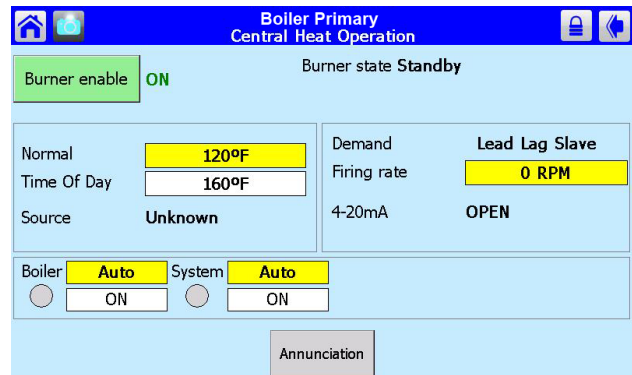 Boiler Primary
Central Heat Operation
Burner enable ON
Burner state Standby
Normal 120ºF
Time Of Day 160ºF
Source Unknown
Demand Lead Lag Slave
Firing rate 0 RPM
4-20mA OPEN
Boiler Auto System Auto
ON ON
Annunciation